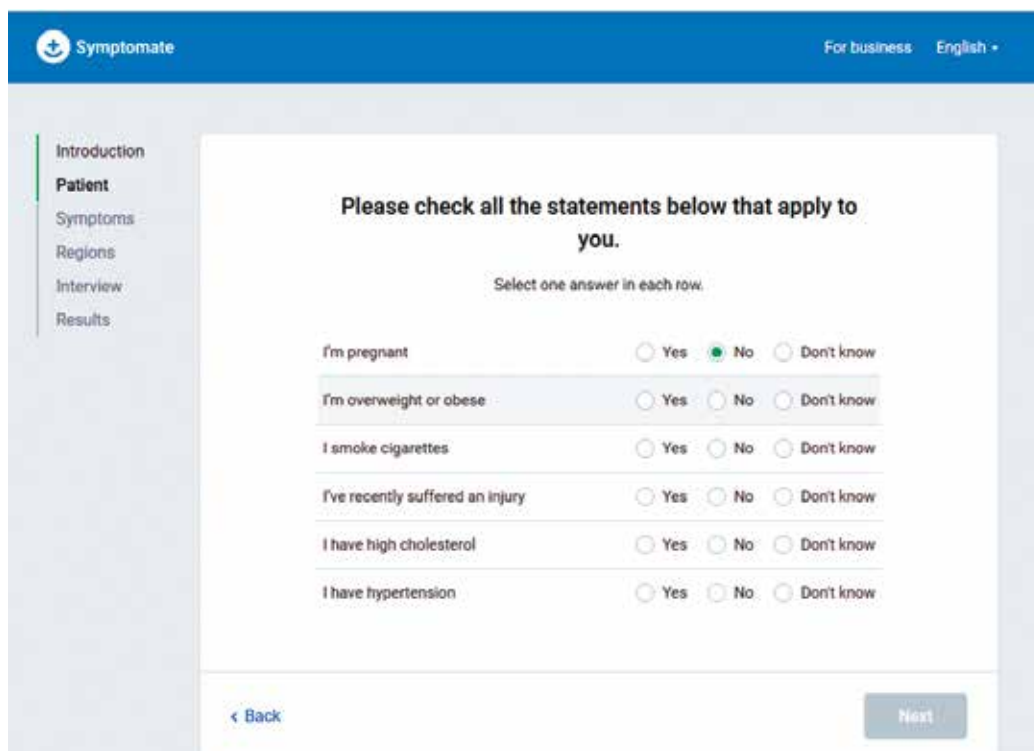 Symptomate
For business English
Introduction
Patient
Symptoms
Regions
Interview
Results
Please check all the statements below that apply to
you.
Select one answer in each row.
I'm pregnant Yes No Don't know
I'm overweight or obese Yes No Don't know
I smoke cigarettes Yes No Don't know
I've recently suffered an injury Yes No Don't know
I have high cholesterol Yes No Don't know
I have hypertension Yes No Don't know
< Back
Next